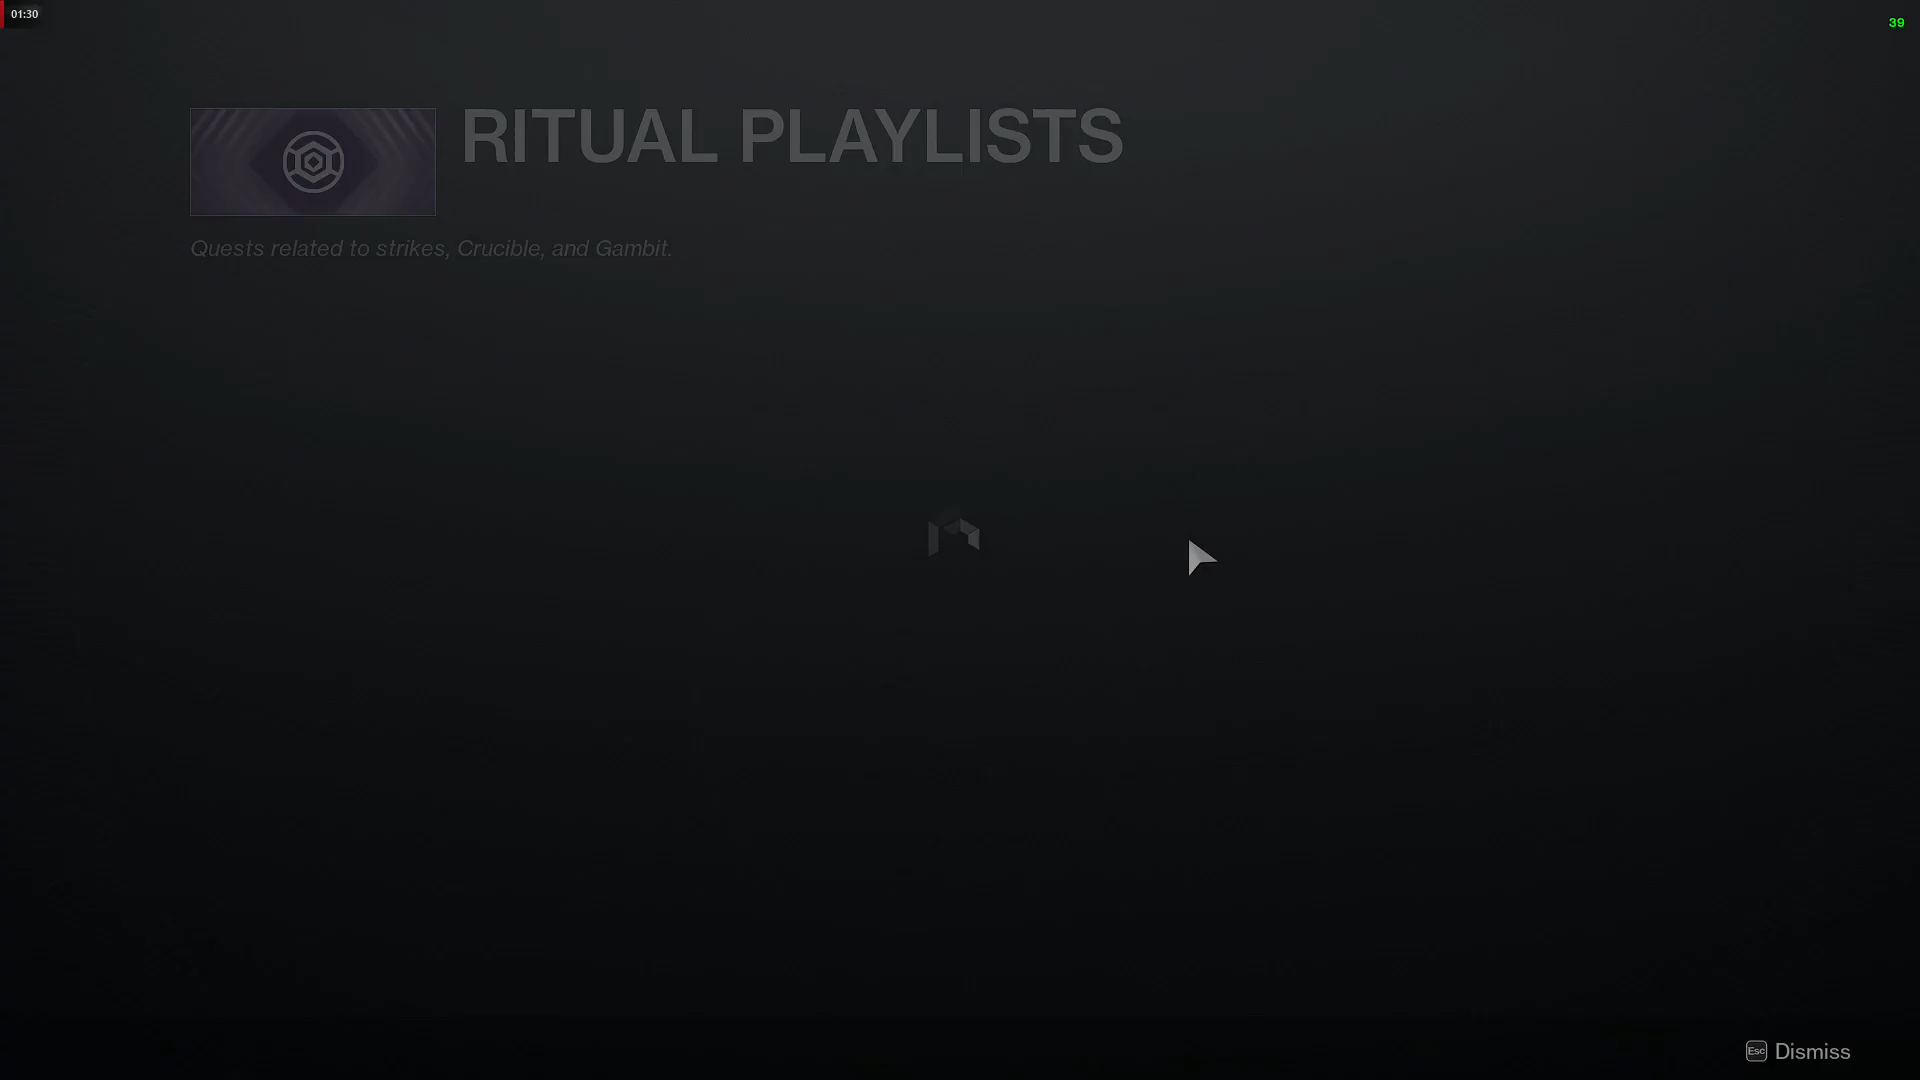 01:30
39
RITUAL PLAYLISTS
Quests related to strikes, Crucible, and Gambit.
Esc Dismiss